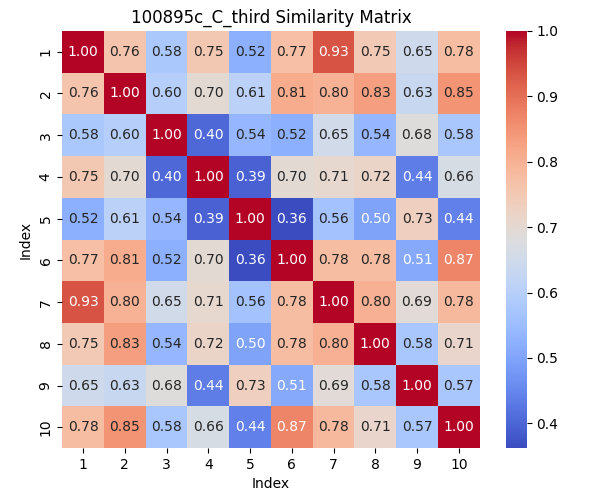 100895c_C_third Similarity Matrix
1 1.00 0.76 0.58 0.75 0.52 0.77 0.93 0.75 0.65 0.78
2 0.76 1.00 0.60 0.70 0.61 0.81 0.80 0.83 0.63 0.85
3 0.58 0.60 1.00 0.40 0.54 0.52 0.65 0.54 0.68 0.58
4 0.75 0.70 0.40 1.00 0.39 0.70 0.71 0.72 0.44 0.66
5 0.52 0.61 0.54 0.39 1.00 0.36 0.56 0.50 0.73 0.44
6 0.77 0.81 0.52 0.70 0.36 1.00 0.78 0.78 0.51 0.87
7 0.93 0.80 0.65 0.71 0.56 0.78 1.00 0.80 0.69 0.78
8 0.75 0.83 0.54 0.72 0.50 0.78 0.80 1.00 0.58 0.71
9 0.65 0.63 0.68 0.44 0.73 0.51 0.69 0.58 1.00 0.57
10 0.78 0.85 0.58 0.66 0.44 0.87 0.78 0.71 0.57 1.00
1 2 3 4 5 6 7 8 9 10
Index
Index
1.0
0.9
0.8
0.7
0.6
0.5
0.4